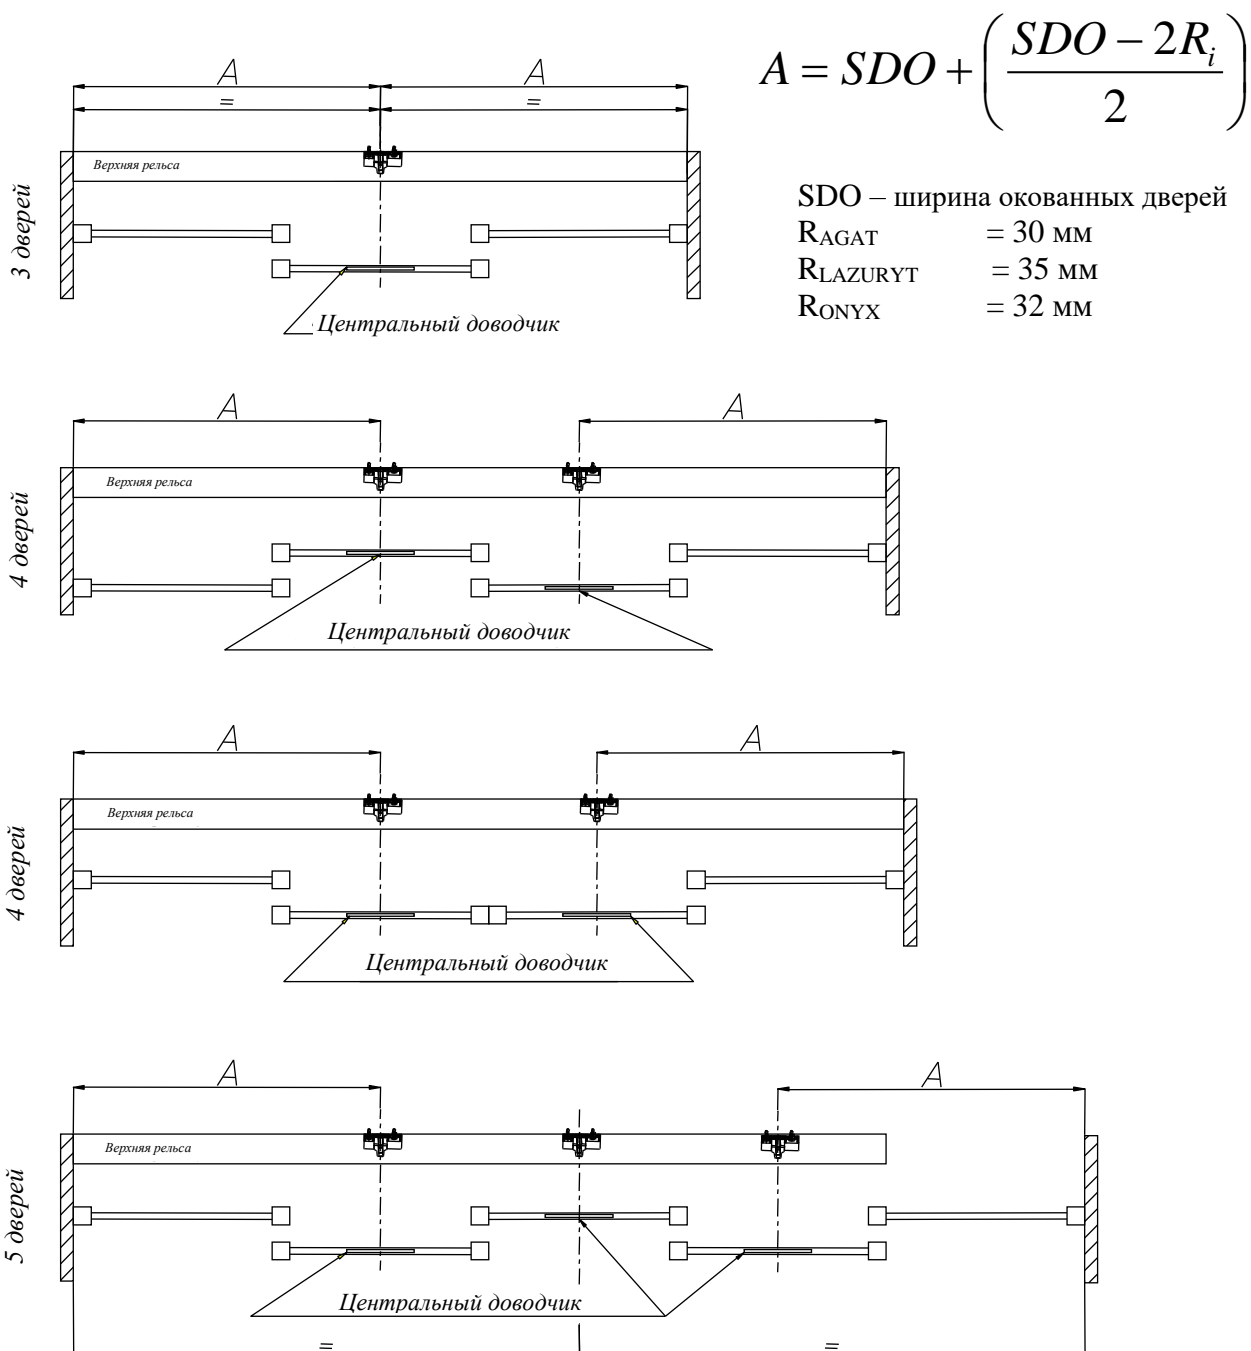 A = SDO + ( (SDO − 2Rᵢ) / 2 )
A A
= =
Верхняя рельса
SDO – ширина окованных дверей
R_AGAT = 30 мм
R_LAZURYT = 35 мм
R_ONYX = 32 мм
3 дверей
Центральный доводчик
A A
Верхняя рельса
4 дверей
Центральный доводчик
A A
Верхняя рельса
4 дверей
Центральный доводчик
A A
Верхняя рельса
5 дверей
Центральный доводчик
= =